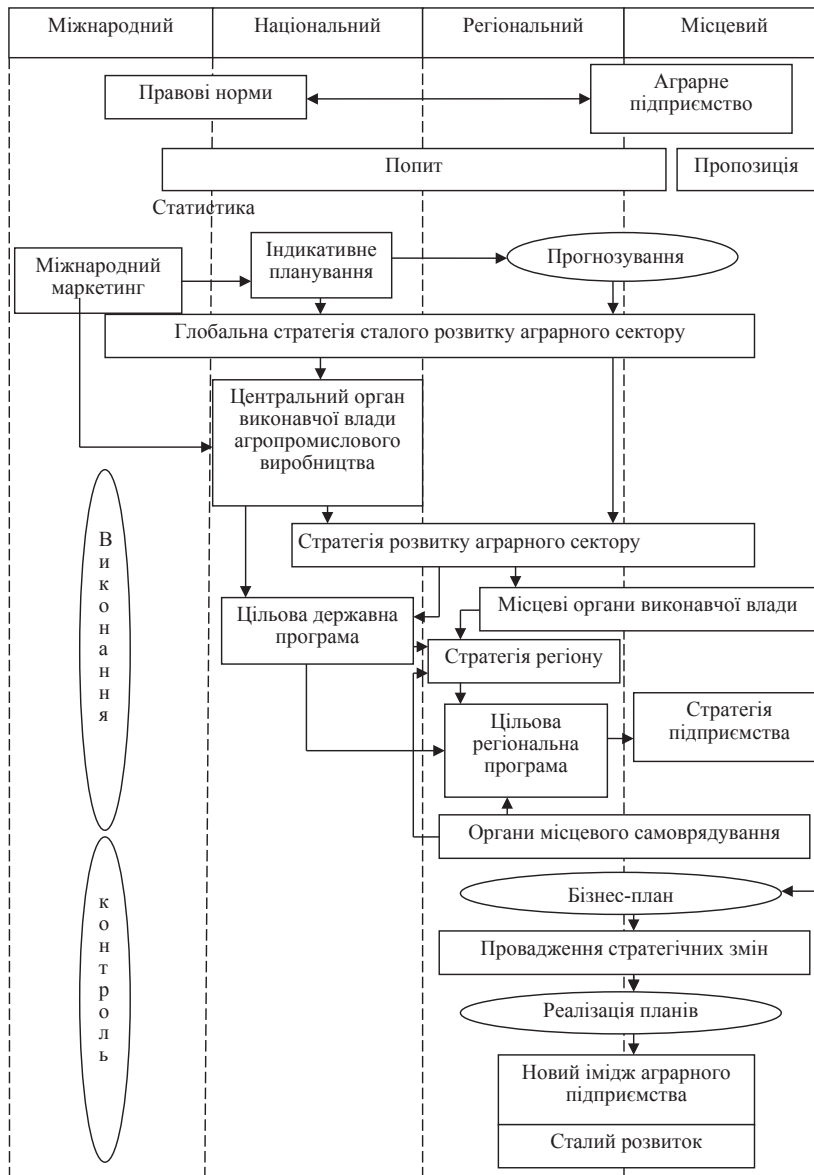 Міжнародний
Національний
Регіональний
Місцевий
Правові норми
Аграрне
підприємство
Попит
Пропозиція
Статистика
Міжнародний
маркетинг
Індикативне
планування
Прогнозування
Глобальна стратегія сталого розвитку аграрного сектору
Центральний орган
виконавчої влади
агропромислового
виробництва
Стратегія розвитку аграрного сектору
Цільова державна
програма
Місцеві органи виконавчої влади
Стратегія регіону
Цільова
регіональна
програма
Стратегія
підприємства
Органи місцевого самоврядування
Бізнес-план
Провадження стратегічних змін
Реалізація планів
Новий імідж аграрного
підприємства
Сталий розвиток
Виконання
контроль